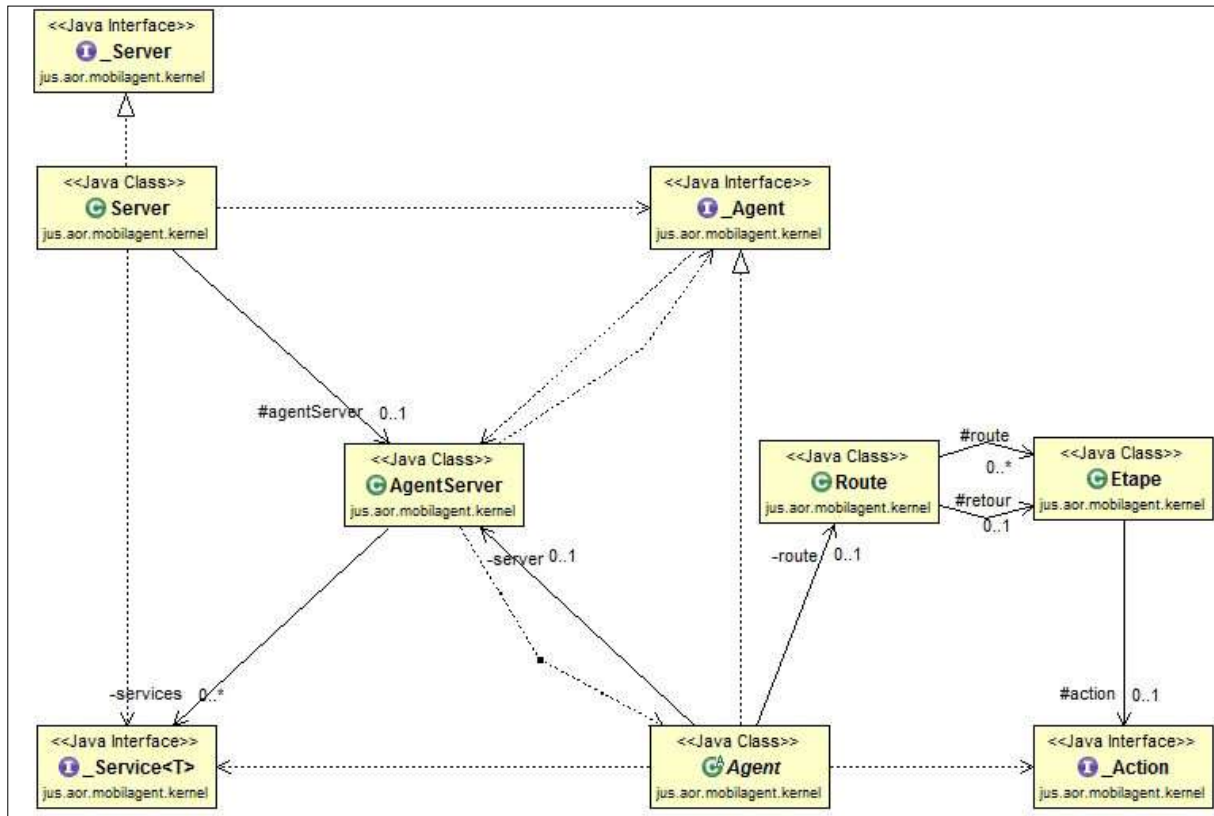 <<Java Interface>>
_Server
jus.aor.mobilagent.kernel
<<Java Class>>
Server
jus.aor.mobilagent.kernel
<<Java Interface>>
_Agent
jus.aor.mobilagent.kernel
#agentServer 0..1
<<Java Class>>
AgentServer
jus.aor.mobilagent.kernel
<<Java Class>>
Route
jus.aor.mobilagent.kernel
#route
0..*
#retour
0..1
<<Java Class>>
Etape
jus.aor.mobilagent.kernel
-server 0..1
-route 0..1
-services 0..*
#action 0..1
<<Java Interface>>
_Service<T>
jus.aor.mobilagent.kernel
<<Java Class>>
Agent
jus.aor.mobilagent.kernel
<<Java Interface>>
_Action
jus.aor.mobilagent.kernel